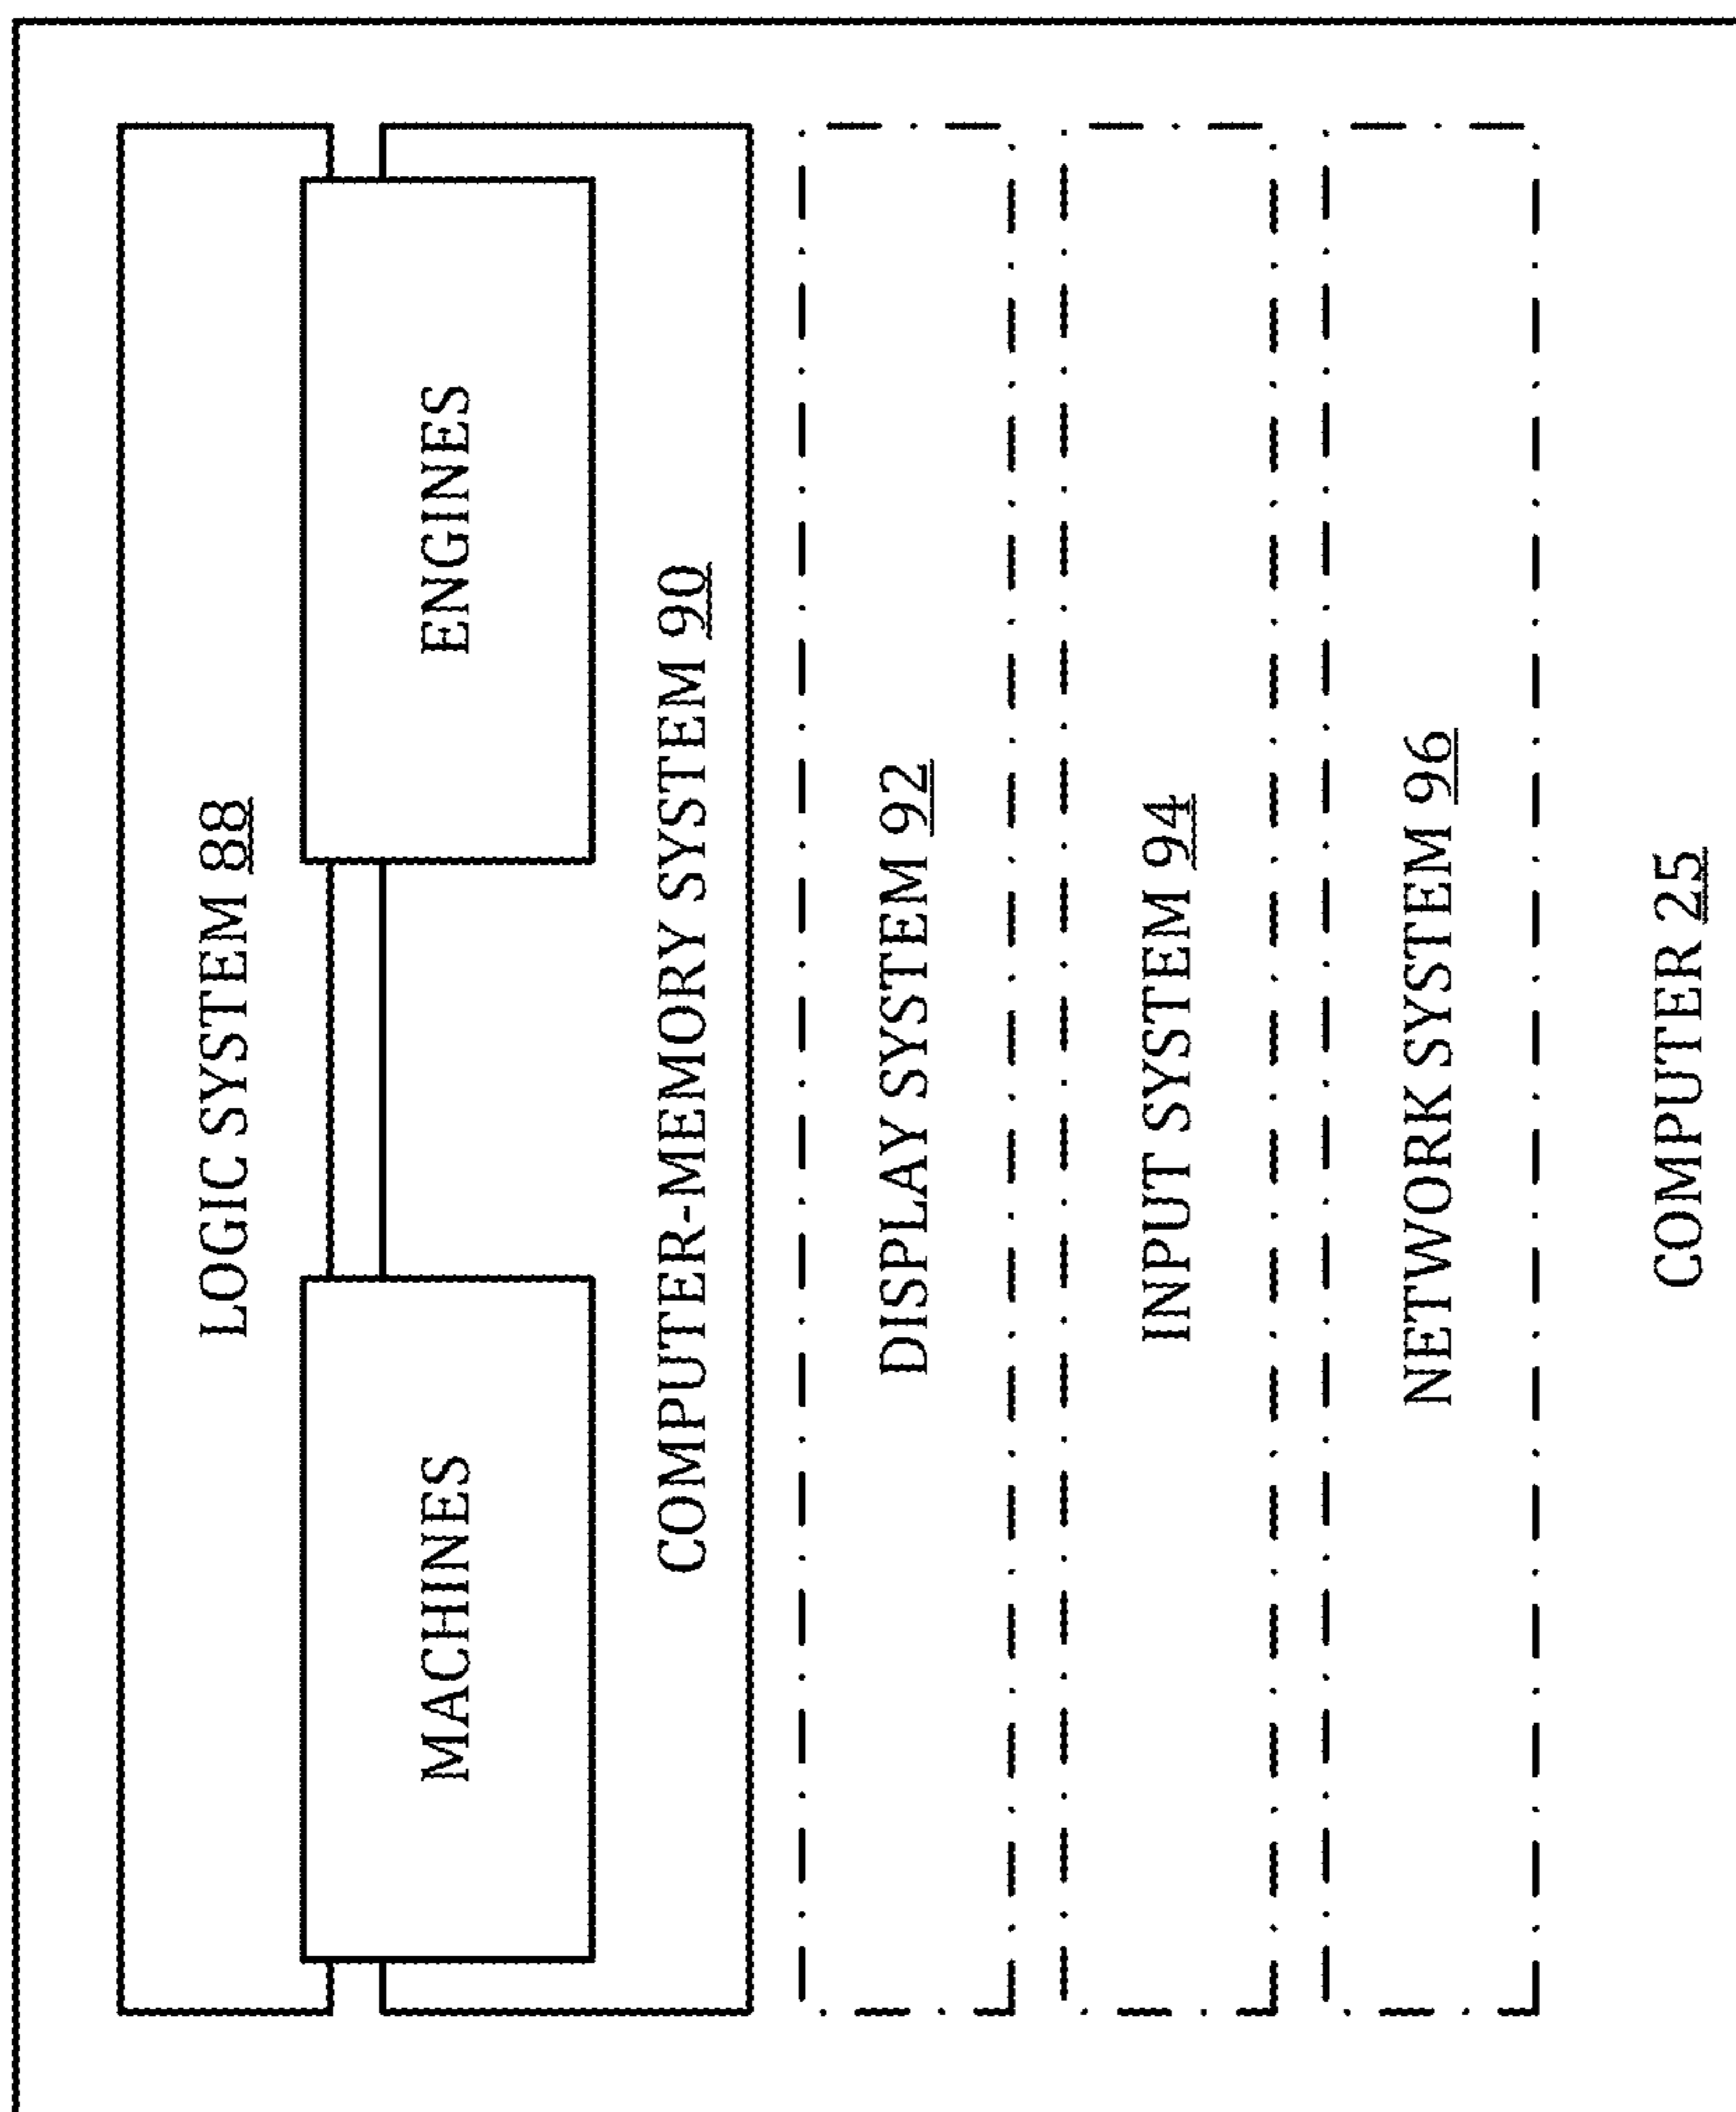 LOGIC SYSTEM 88
MACHINES
ENGINES
COMPUTER-MEMORY SYSTEM 90
DISPLAY SYSTEM 92
INPUT SYSTEM 94
NETWORK SYSTEM 96
COMPUTER 25